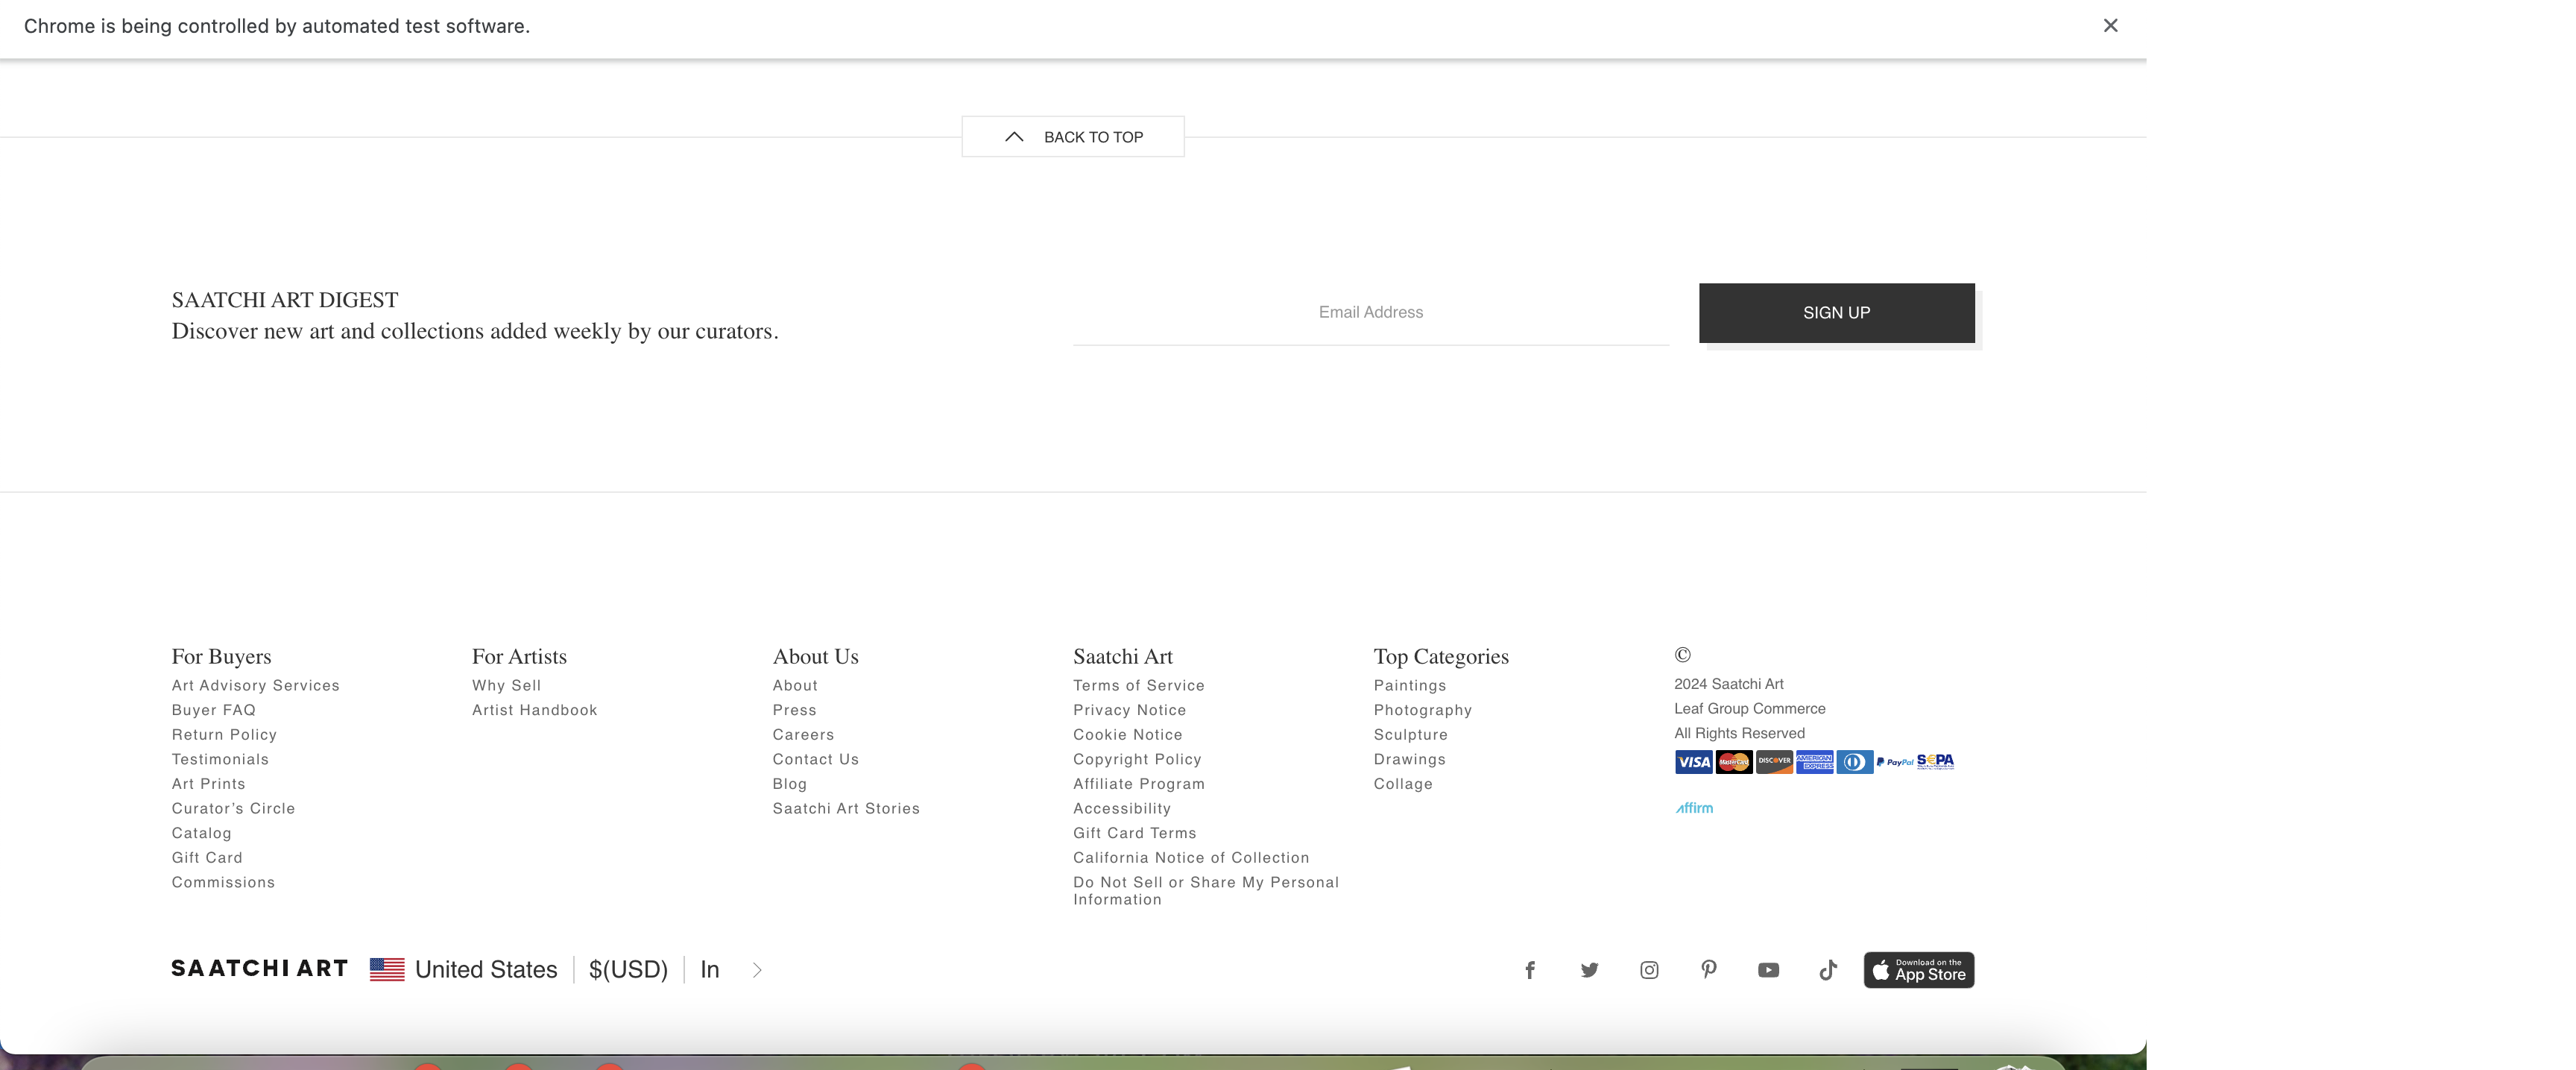 Chrome is being controlled by automated test software.
BACK TO TOP
SAATCHI ART DIGEST
Discover new art and collections added weekly by our curators.
Email Address
SIGN UP
For Buyers
Art Advisory Services
Buyer FAQ
Return Policy
Testimonials
Art Prints
Curator’s Circle
Catalog
Gift Card
Commissions
For Artists
Why Sell
Artist Handbook
About Us
About
Press
Careers
Contact Us
Blog
Saatchi Art Stories
Saatchi Art
Terms of Service
Privacy Notice
Cookie Notice
Copyright Policy
Affiliate Program
Accessibility
Gift Card Terms
California Notice of Collection
Do Not Sell or Share My Personal
Information
Top Categories
Paintings
Photography
Sculpture
Drawings
Collage
©
2024 Saatchi Art
Leaf Group Commerce
All Rights Reserved
VISA MasterCard DISCOVER AMERICAN EXPRESS PayPal S€PA
affirm
SAATCHI ART United States $(USD) In
Download on the
App Store